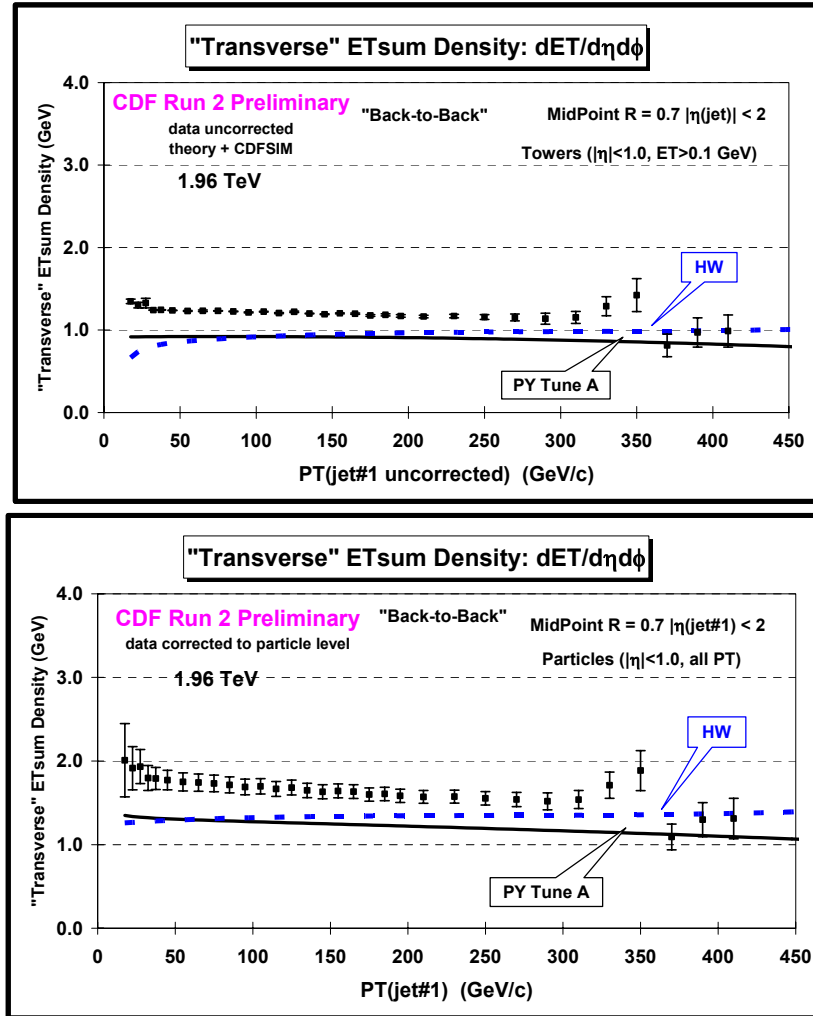 "Transverse" ETsum Density: dET/dηdϕ
CDF Run 2 Preliminary
"Back-to-Back"
MidPoint R = 0.7 |η(jet)| < 2
data uncorrected
theory + CDFSIM
Towers (|η|<1.0, ET>0.1 GeV)
1.96 TeV
HW
PY Tune A
"Transverse" ETsum Density (GeV)
4.0
3.0
2.0
1.0
0.0
0 50 100 150 200 250 300 350 400 450
PT(jet#1 uncorrected) (GeV/c)
"Transverse" ETsum Density: dET/dηdϕ
CDF Run 2 Preliminary
"Back-to-Back"
MidPoint R = 0.7 |η(jet#1) < 2
data corrected to particle level
Particles (|η|<1.0, all PT)
1.96 TeV
HW
PY Tune A
"Transverse" ETsum Density (GeV)
4.0
3.0
2.0
1.0
0.0
0 50 100 150 200 250 300 350 400 450
PT(jet#1) (GeV/c)